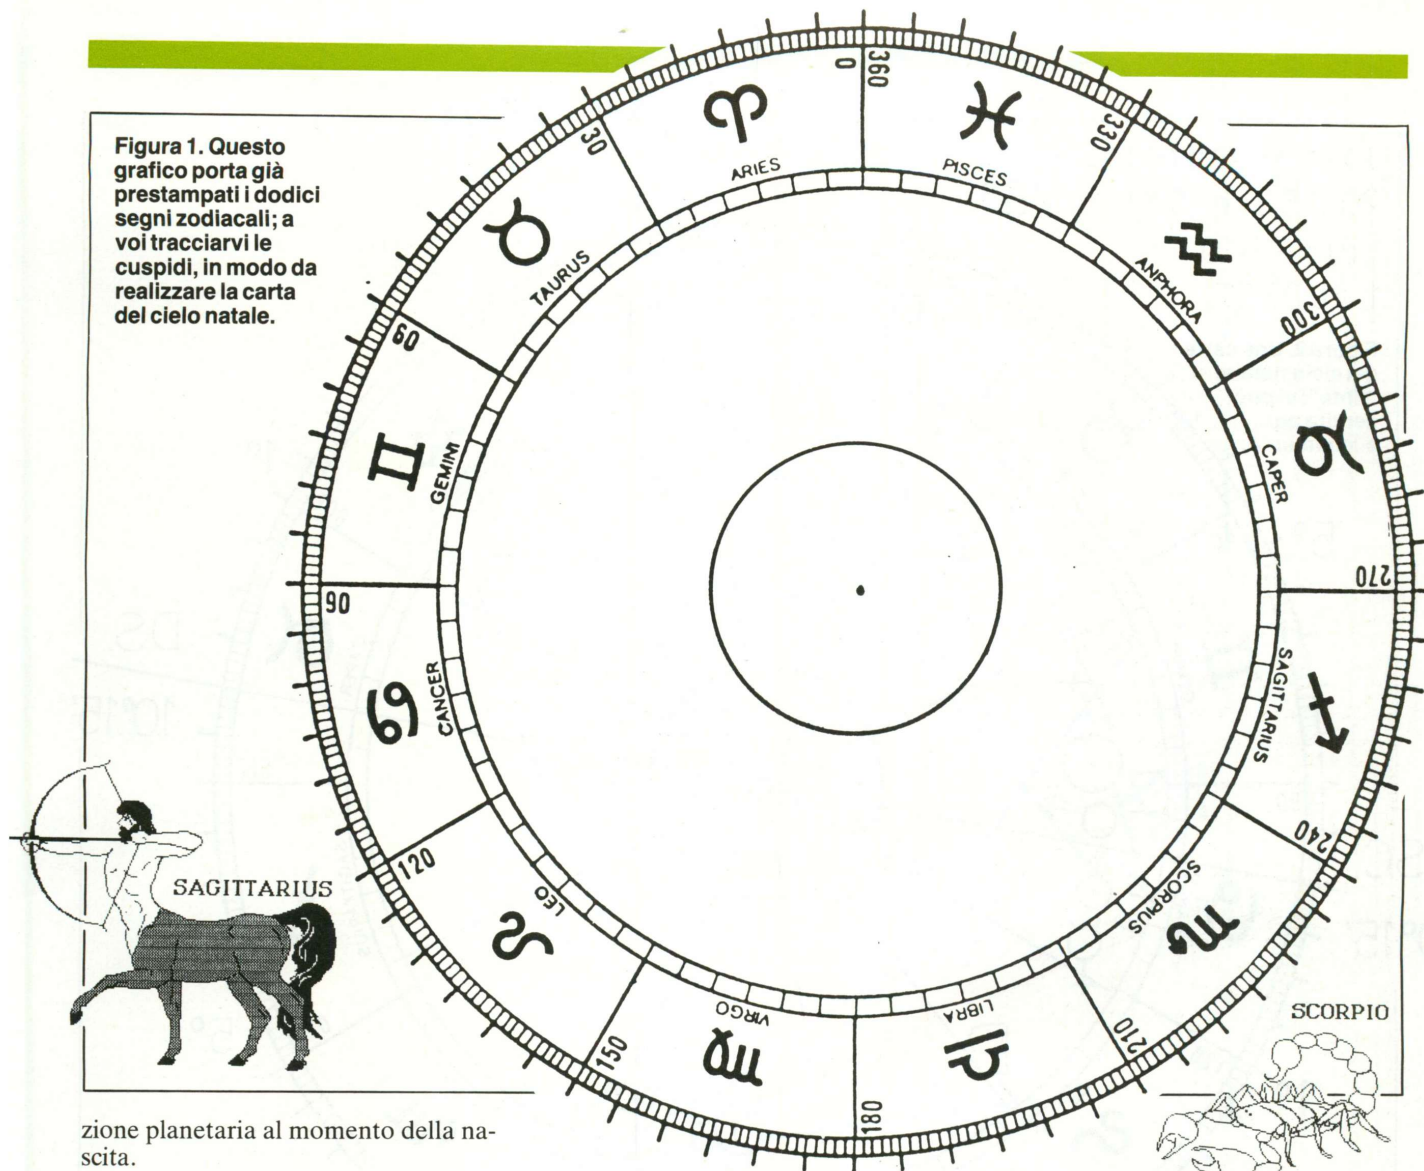 Figura 1. Questo
grafico porta già
prestampati i dodici
segni zodiacali; a
voi tracciarvi le
cuspidi, in modo da
realizzare la carta
del cielo natale.
0
360
330
300
270
240
210
180
150
120
90
60
30
ARIES
PISCES
ANPHORA
CAPER
SAGITTARIUS
SCORPIUS
LIBRA
VIRGO
LEO
CANCER
GEMINI
TAURUS
SAGITTARIUS
SCORPIO
zione planetaria al momento della na-
scita.